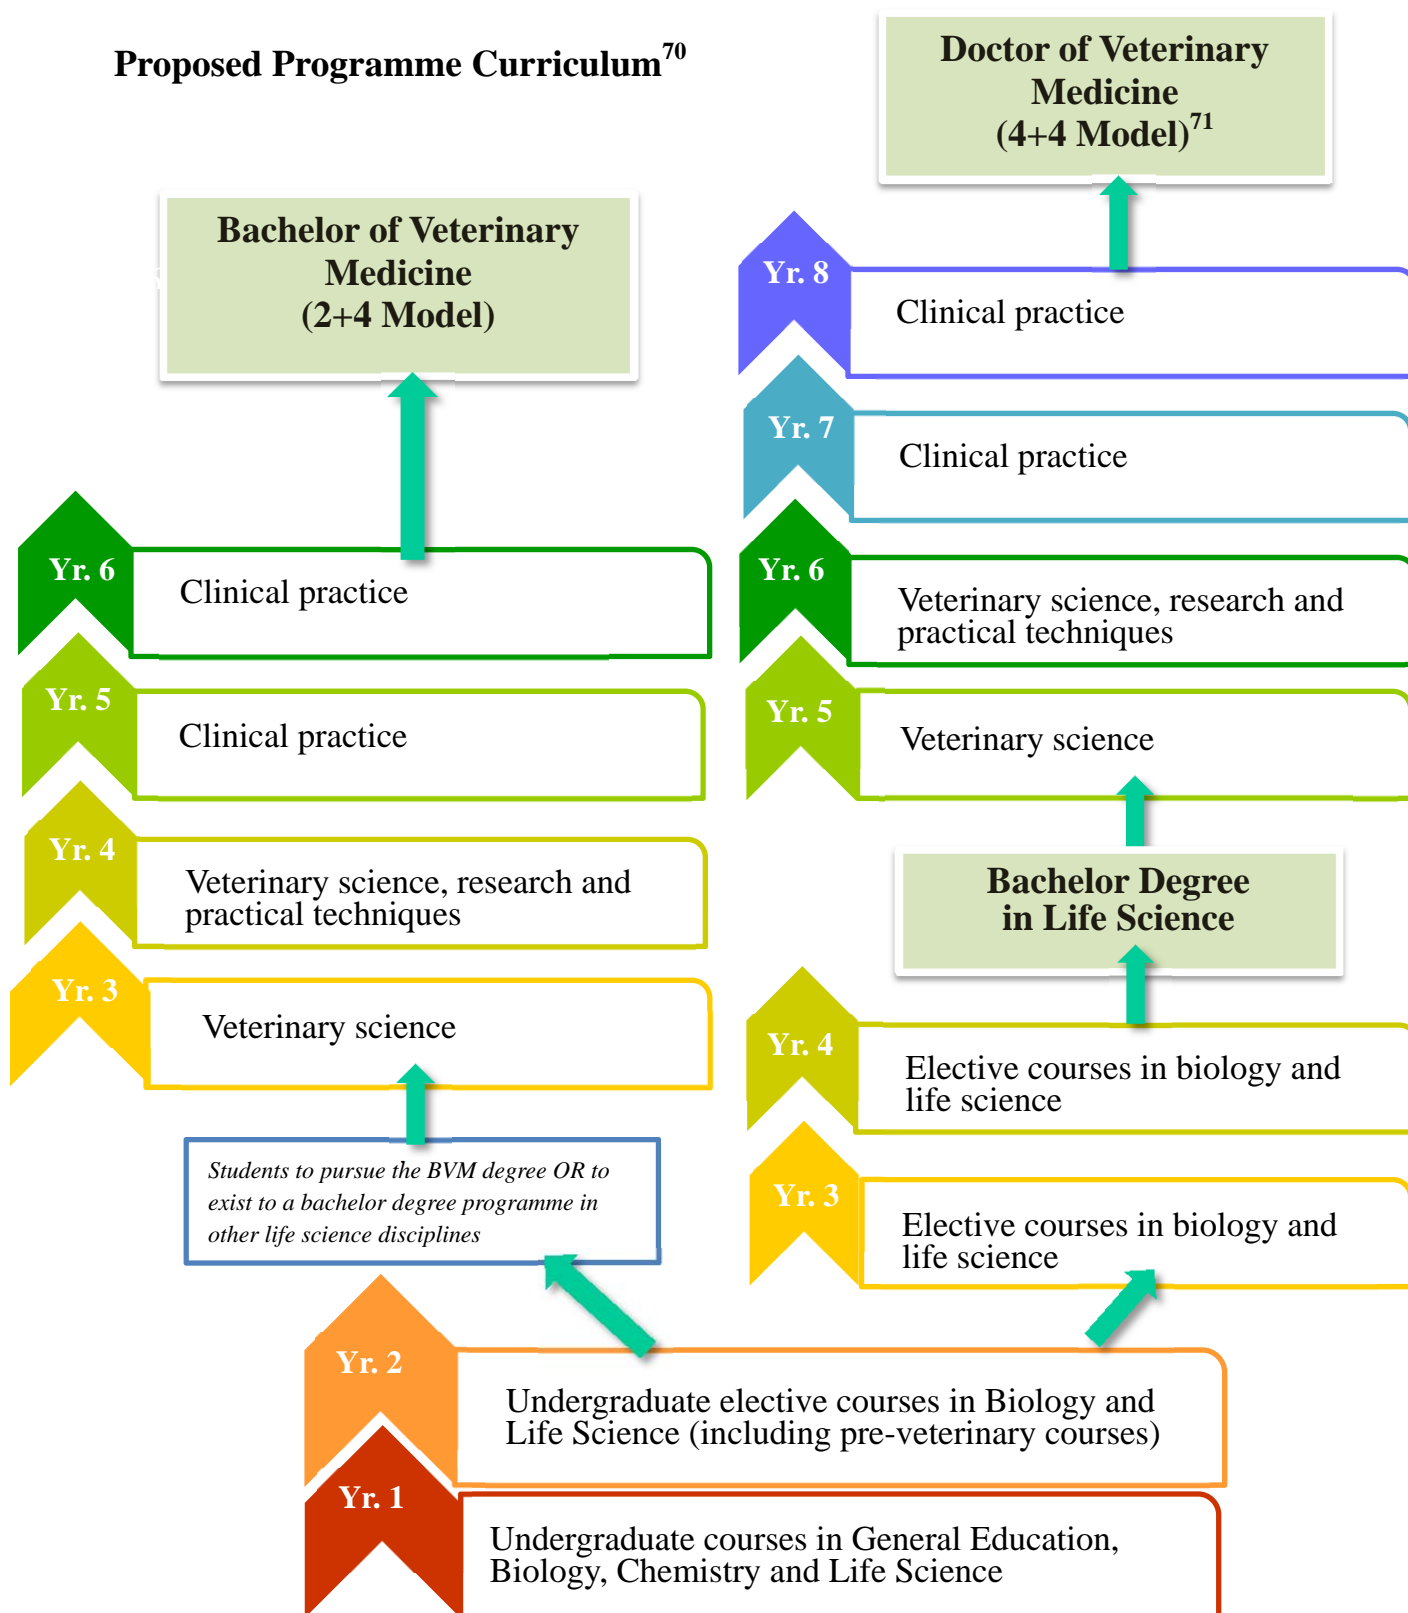 Proposed Programme Curriculum70
Doctor of Veterinary
Medicine
(4+4 Model)71
Bachelor of Veterinary
Medicine
(2+4 Model)
Yr. 8
Clinical practice
Yr. 7
Clinical practice
Yr. 6
Veterinary science, research and
practical techniques
Yr. 5
Veterinary science
Bachelor Degree
in Life Science
Yr. 4
Elective courses in biology and
life science
Yr. 3
Elective courses in biology and
life science
Yr. 6
Clinical practice
Yr. 5
Clinical practice
Yr. 4
Veterinary science, research and
practical techniques
Yr. 3
Veterinary science
Students to pursue the BVM degree OR to
exist to a bachelor degree programme in
other life science disciplines
Yr. 2
Undergraduate elective courses in Biology and
Life Science (including pre-veterinary courses)
Yr. 1
Undergraduate courses in General Education,
Biology, Chemistry and Life Science